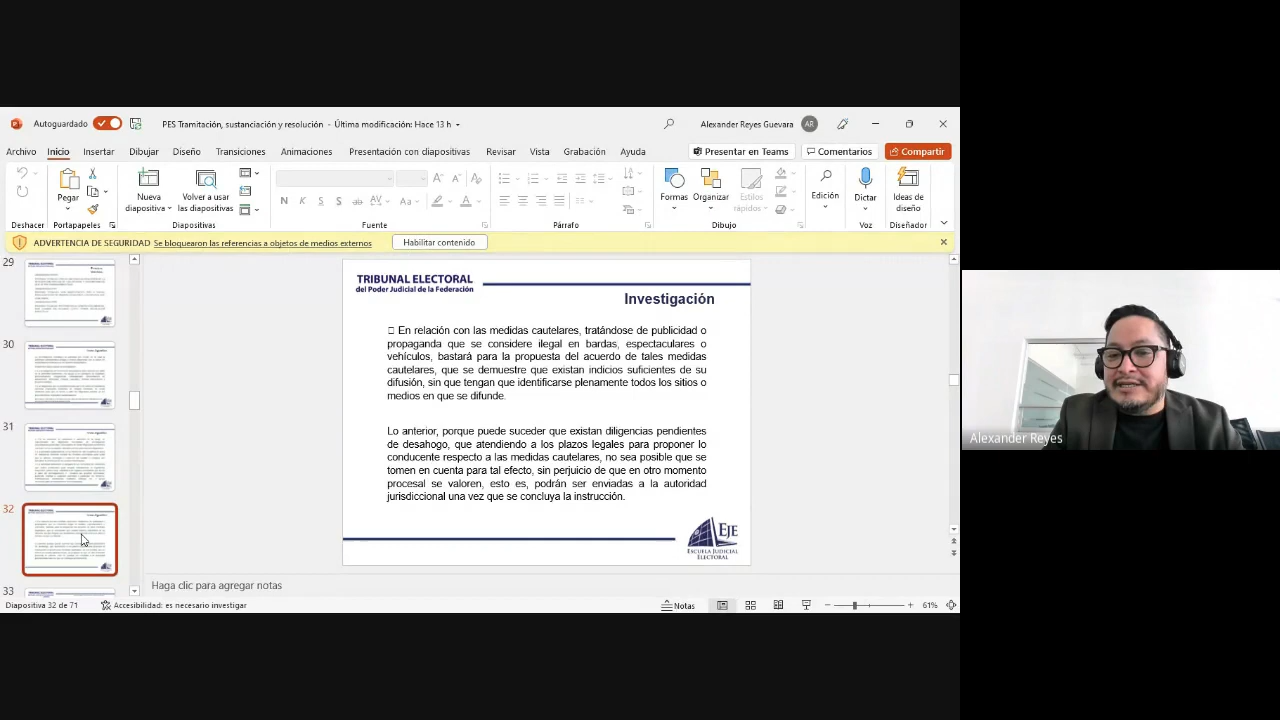 Autoguardado
PES Tramitación, sustanciación y resolución - Última modificación: Hace 13 h
Alexander Reyes Guevara
AR
Archivo Inicio Insertar Dibujar Diseño Transiciones Animaciones Presentación con diapositivas Revisar Vista Grabación Ayuda
Presentar en Teams
Comentarios
Compartir
Pegar
Nueva
diapositiva
Volver a usar
las diapositivas
N K S S ab AV Aa A
Formas
Organizar
Estilos
rápidos
Edición
Dictar
Ideas de
diseño
Deshacer Portapapeles Diapositivas Fuente Párrafo Dibujo Voz Diseñador
ADVERTENCIA DE SEGURIDAD Se bloquearon las referencias a objetos de medios externos
Habilitar contenido
29
30
31
32
33
TRIBUNAL ELECTORAL
del Poder Judicial de la Federación
Investigación
□ En relación con las medidas cautelares, tratándose de publicidad o
propaganda que se considere ilegal en bardas, espectaculares o
vehículos, bastará para la propuesta del acuerdo de tales medidas
cautelares, que se considere que existan indicios suficientes de su
difusión, sin que tengan que identificarse plenamente todos los sitios o
medios en que se difunde.
Lo anterior, porque puede suceder que existan diligencias pendientes
de desahogo, que atendiendo a los plazos legales para proponer lo
conducente respecto a las medidas cautelares, no sea posible que se
tomen en cuenta para tal efecto, sin perjuicio de que en otro momento
procesal se valoren, esto es, podrán ser enviadas a la autoridad
jurisdiccional una vez que se concluya la instrucción.
EJE
ESCUELA JUDICIAL
ELECTORAL
Haga clic para agregar notas
Diapositiva 32 de 71
Accesibilidad: es necesario investigar
Notas
61%
Alexander Reyes